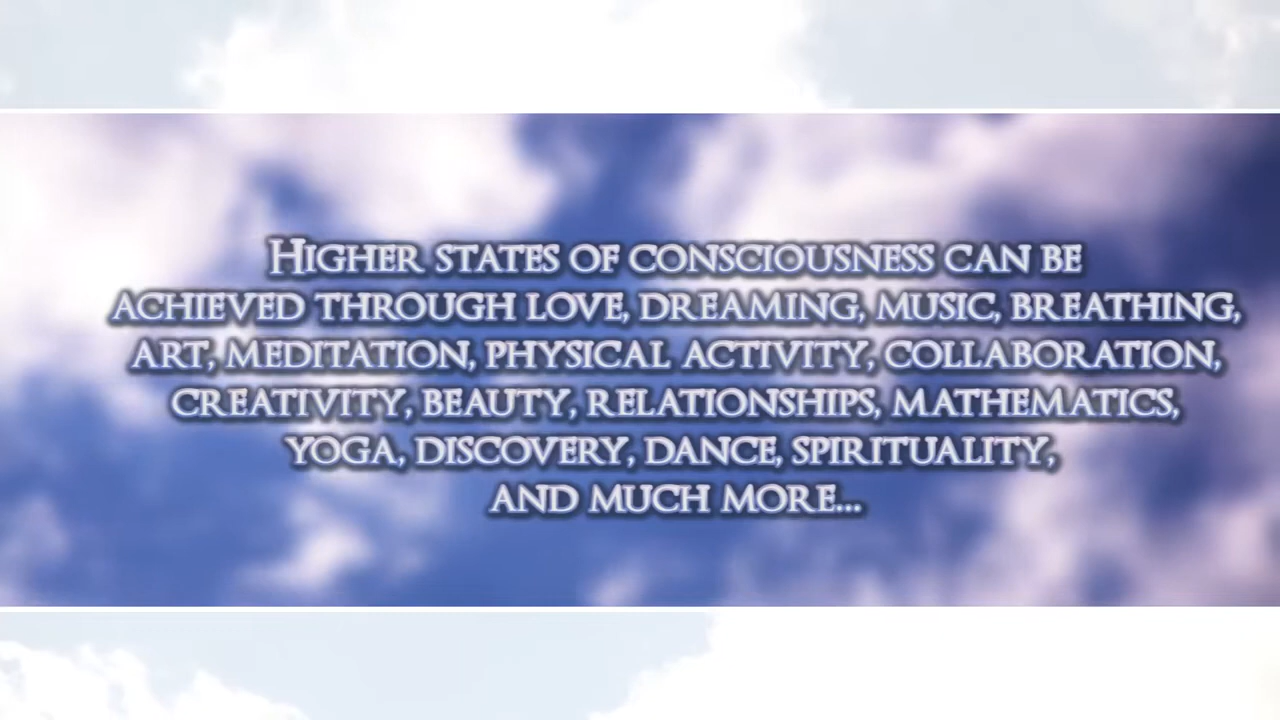 Higher states of consciousness can be
achieved through love, dreaming, music, breathing,
art, meditation, physical activity, collaboration,
creativity, beauty, relationships, mathematics,
yoga, discovery, dance, spirituality,
and much more...